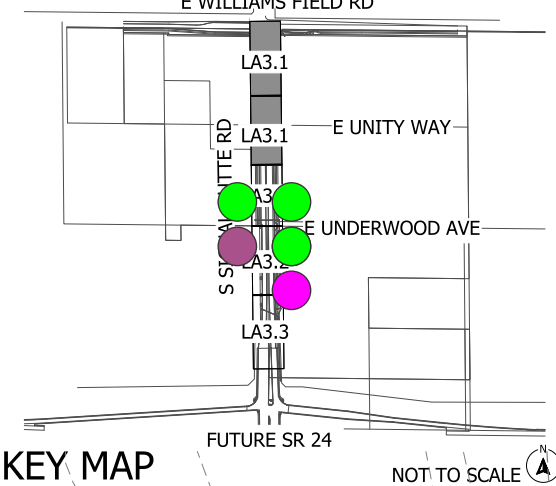 E WILLIAMS FIELD RD
LA3.1
E UNITY WAY
LA3.1
E UNDERWOOD AVE
LA3.3
FUTURE SR 24
KEY MAP
NOT TO SCALE
N